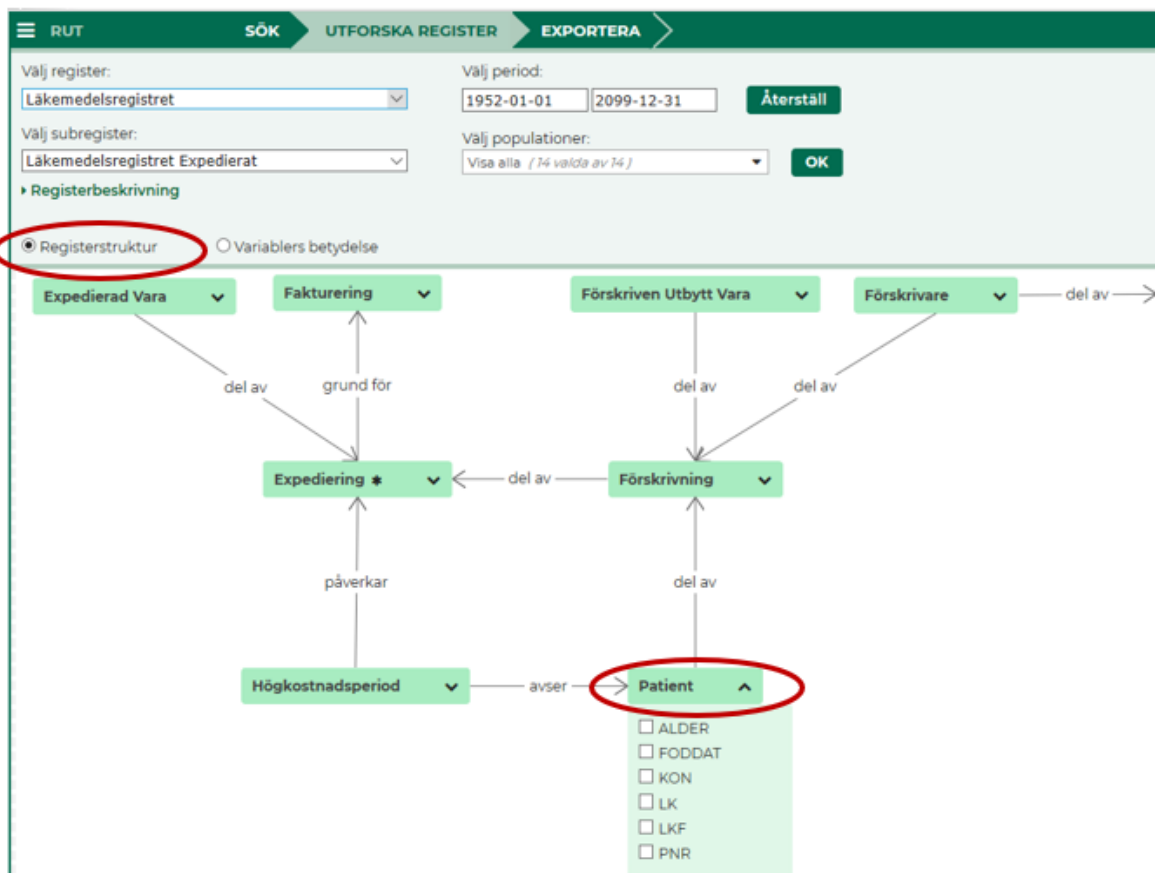 RUT SÖK UTFORSKA REGISTER EXPORTERA
Välj register: Välj period:
Läkemedelsregistret 1952-01-01 2099-12-31 Återställ
Välj subregister: Välj populationer:
Läkemedelsregistret Expedierat Visa alla (14 valda av 14) OK
Registerbeskrivning
Registerstruktur Variablers betydelse
Expedierad Vara Fakturering Förskriven Utbytt Vara Förskrivare del av
del av grund för del av del av
Expediering * del av Förskrivning
påverkar del av
Högkostnadsperiod avser Patient
ALDER
FODDAT
KON
LK
LKF
PNR